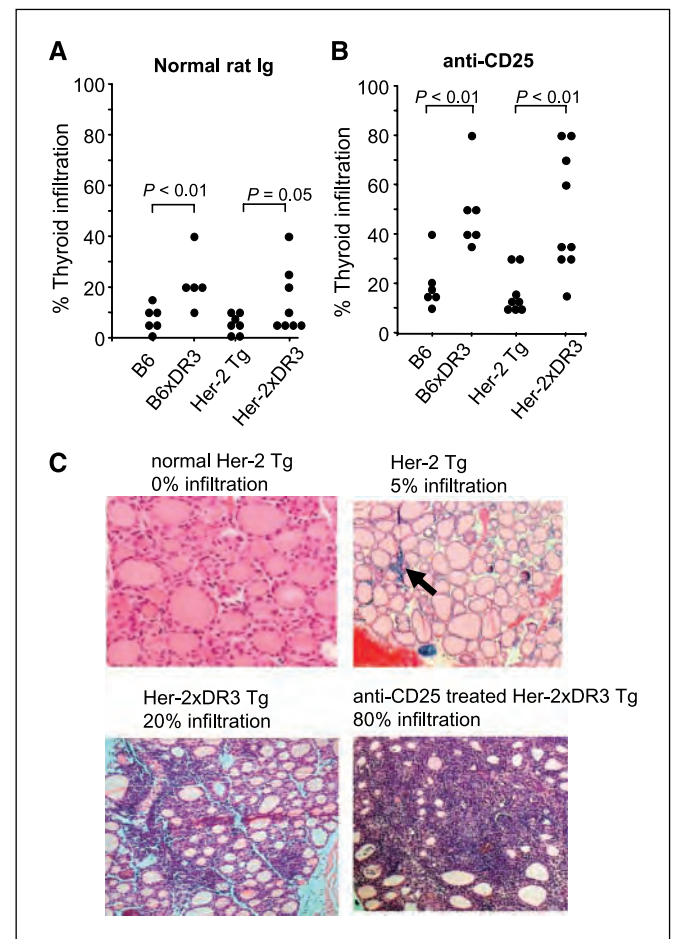 A
Normal rat Ig
100
80
60
40
20
0
% Thyroid infiltration
P < 0.01
P = 0.05
B6
B6xDR3
Her-2 Tg
Her-2xDR3
B
anti-CD25
100
80
60
40
20
0
% Thyroid infiltration
P < 0.01
P < 0.01
B6
B6xDR3
Her-2 Tg
Her-2xDR3
C
normal Her-2 Tg
0% infiltration
Her-2 Tg
5% infiltration
Her-2xDR3 Tg
20% infiltration
anti-CD25 treated Her-2xDR3 Tg
80% infiltration